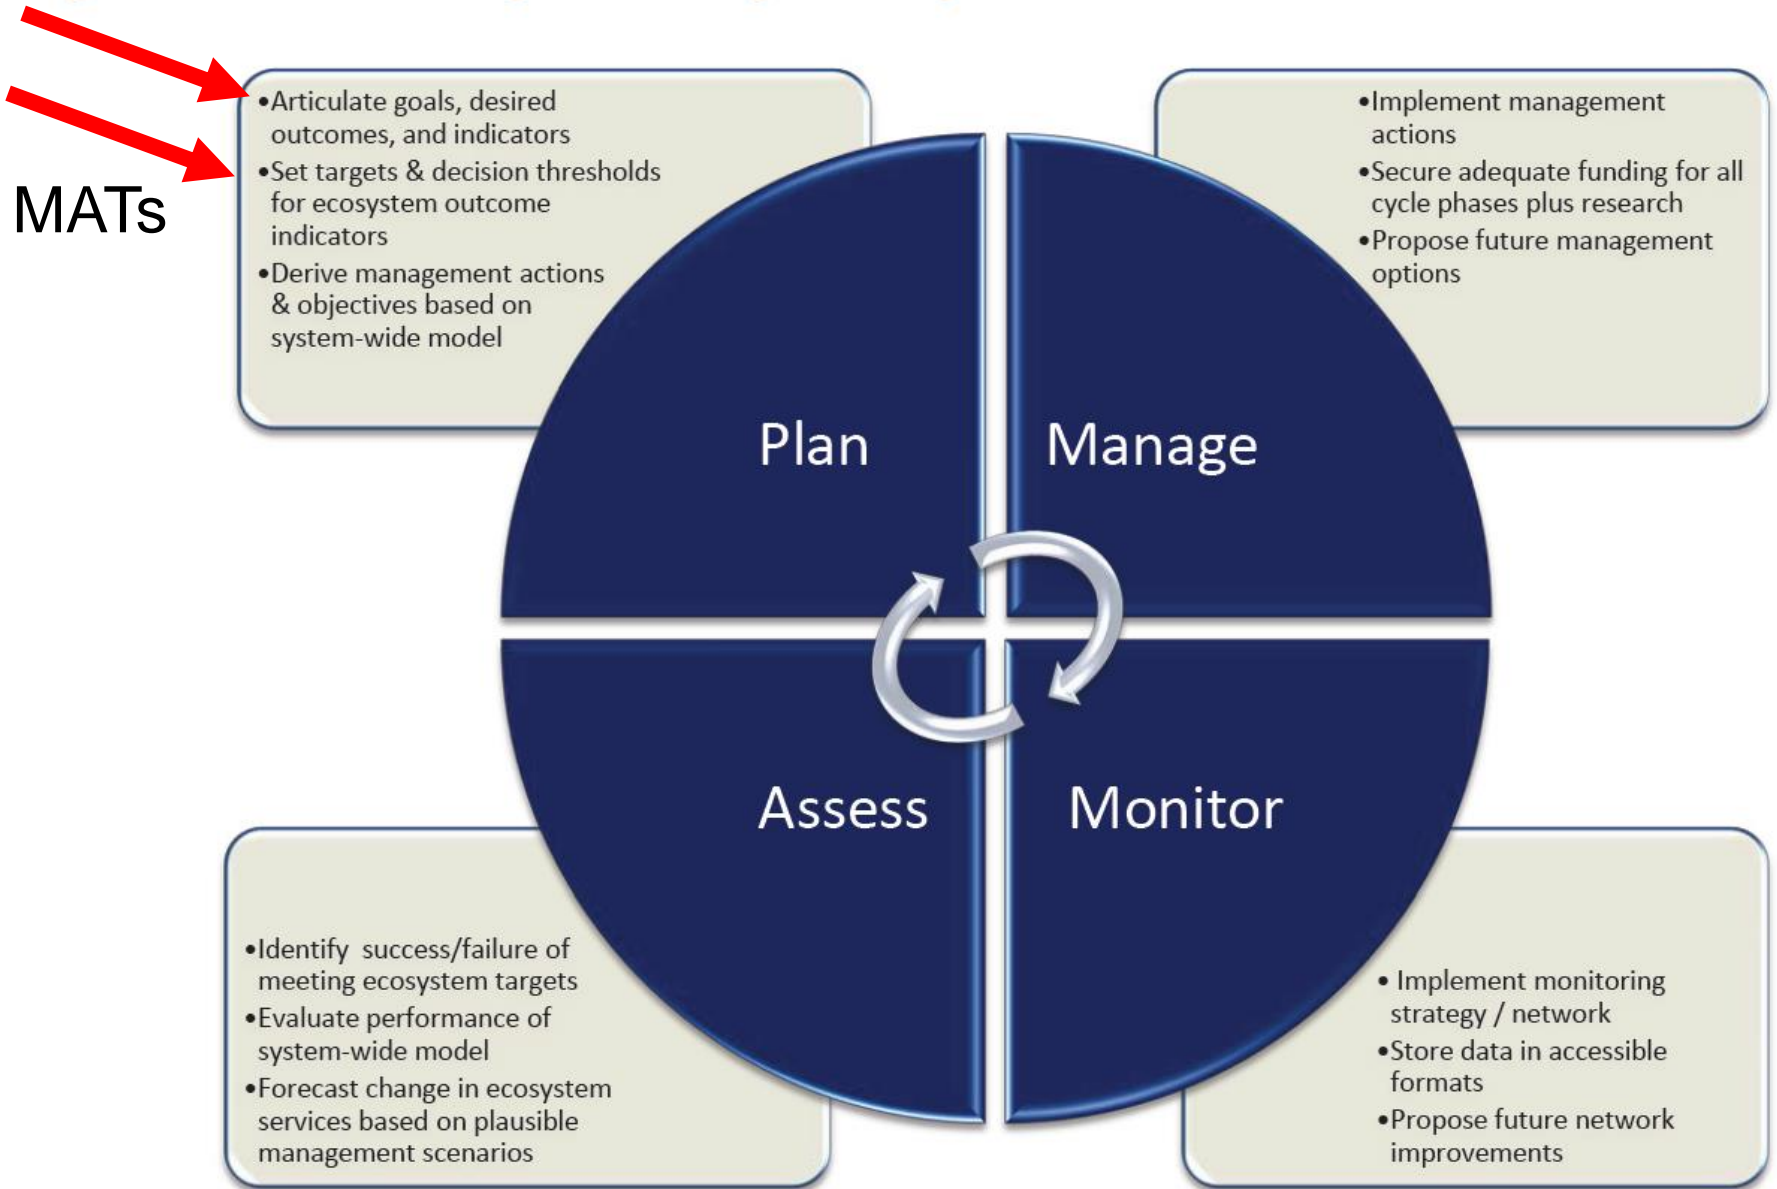 •Articulate goals, desired
outcomes, and indicators
•Set targets & decision thresholds
for ecosystem outcome
indicators
•Derive management actions
& objectives based on
system-wide model
MATs
•Implement management
actions
•Secure adequate funding for all
cycle phases plus research
•Propose future management
options
Plan
Manage
Assess
Monitor
•Identify success/failure of
meeting ecosystem targets
•Evaluate performance of
system-wide model
•Forecast change in ecosystem
services based on plausible
management scenarios
• Implement monitoring
strategy / network
•Store data in accessible
formats
•Propose future network
improvements